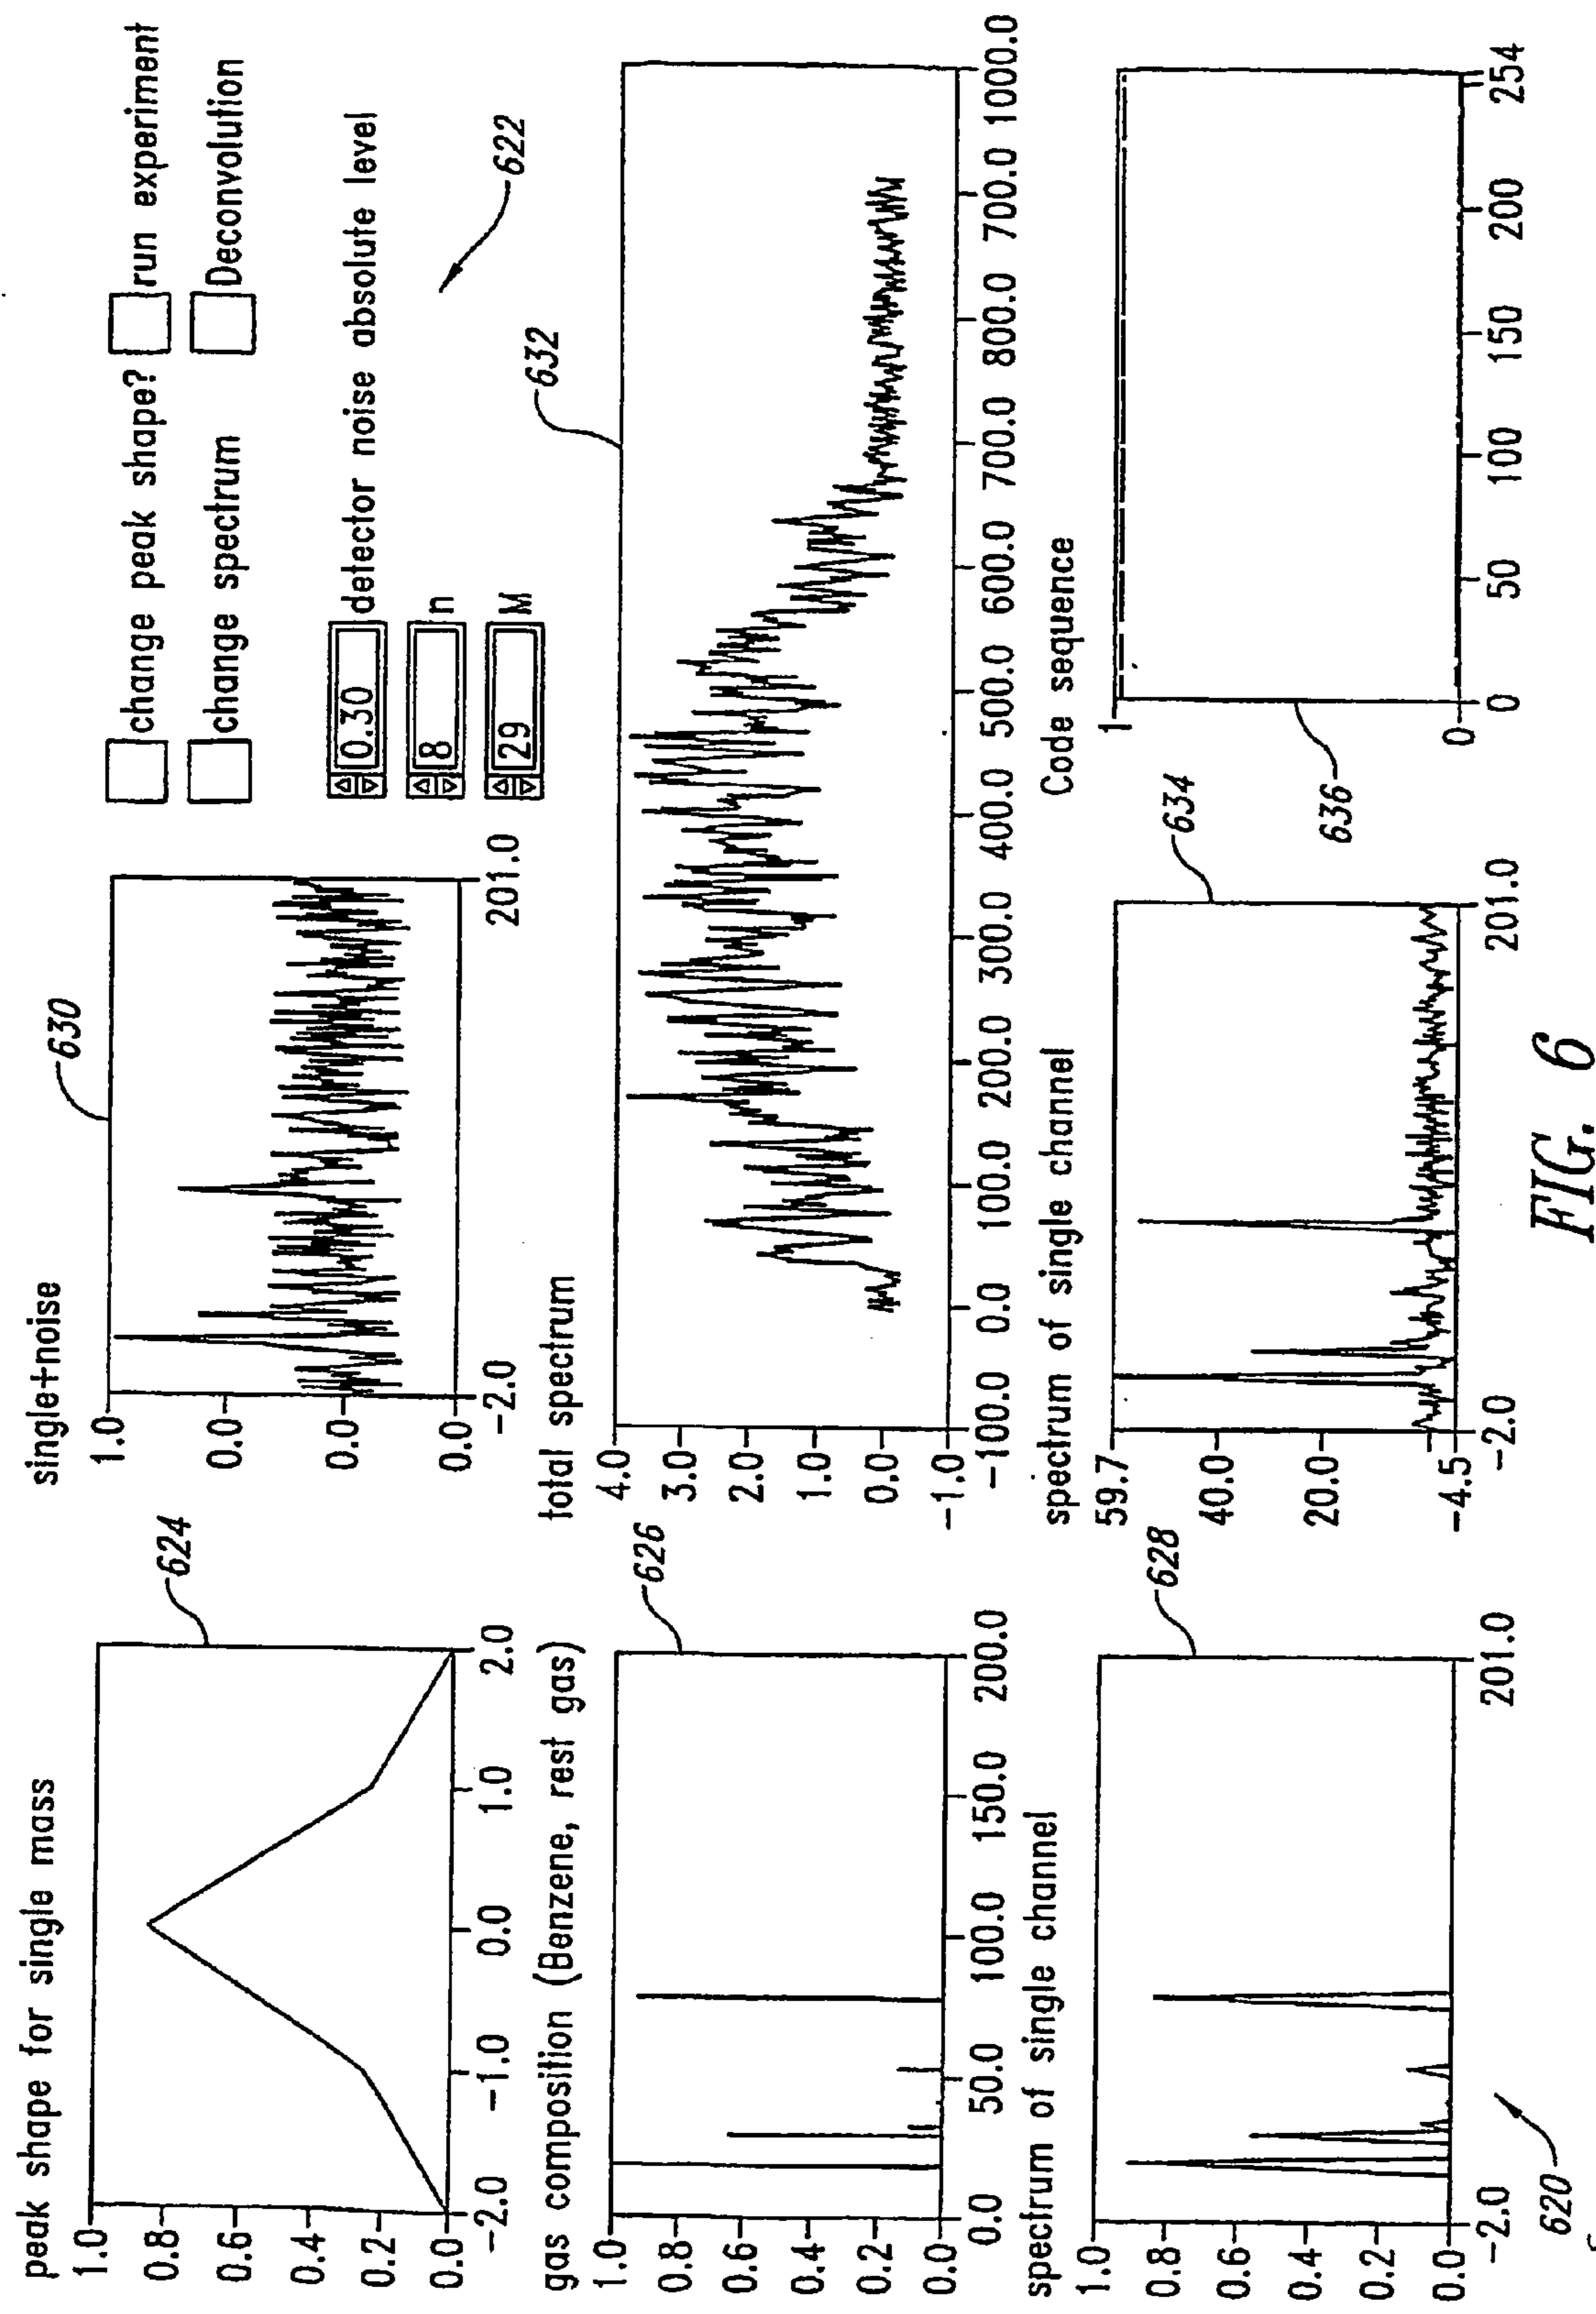 peak shape for single mass
624
1.0
0.8
0.6
0.4
0.2
0.0
-2.0 -1.0 0.0 1.0 2.0
single+noise
630
1.0
0.0
0.0
0.0
-2.0 201.0
change peak shape? run experiment
change spectrum Deconvolution
0.30 detector noise absolute level
8 n
29 M
622
gas composition (Benzene, rest gas)
626
1.0
0.8
0.6
0.4
0.2
0.0
0.0 50.0 100.0 150.0 200.0
total spectrum
632
4.0
3.0
2.0
1.0
0.0
-1.0
-100.0 0.0 100.0 200.0 300.0 400.0 500.0 600.0 700.0 800.0 700.0 1000.0
spectrum of single channel
628
1.0
0.8
0.6
0.4
0.2
0.0
-2.0 201.0
620
spectrum of single channel
634
59.7
40.0
20.0
-4.5
-2.0 201.0
Code sequence
636
1
0
0 50 100 150 200 254
FIG. 6